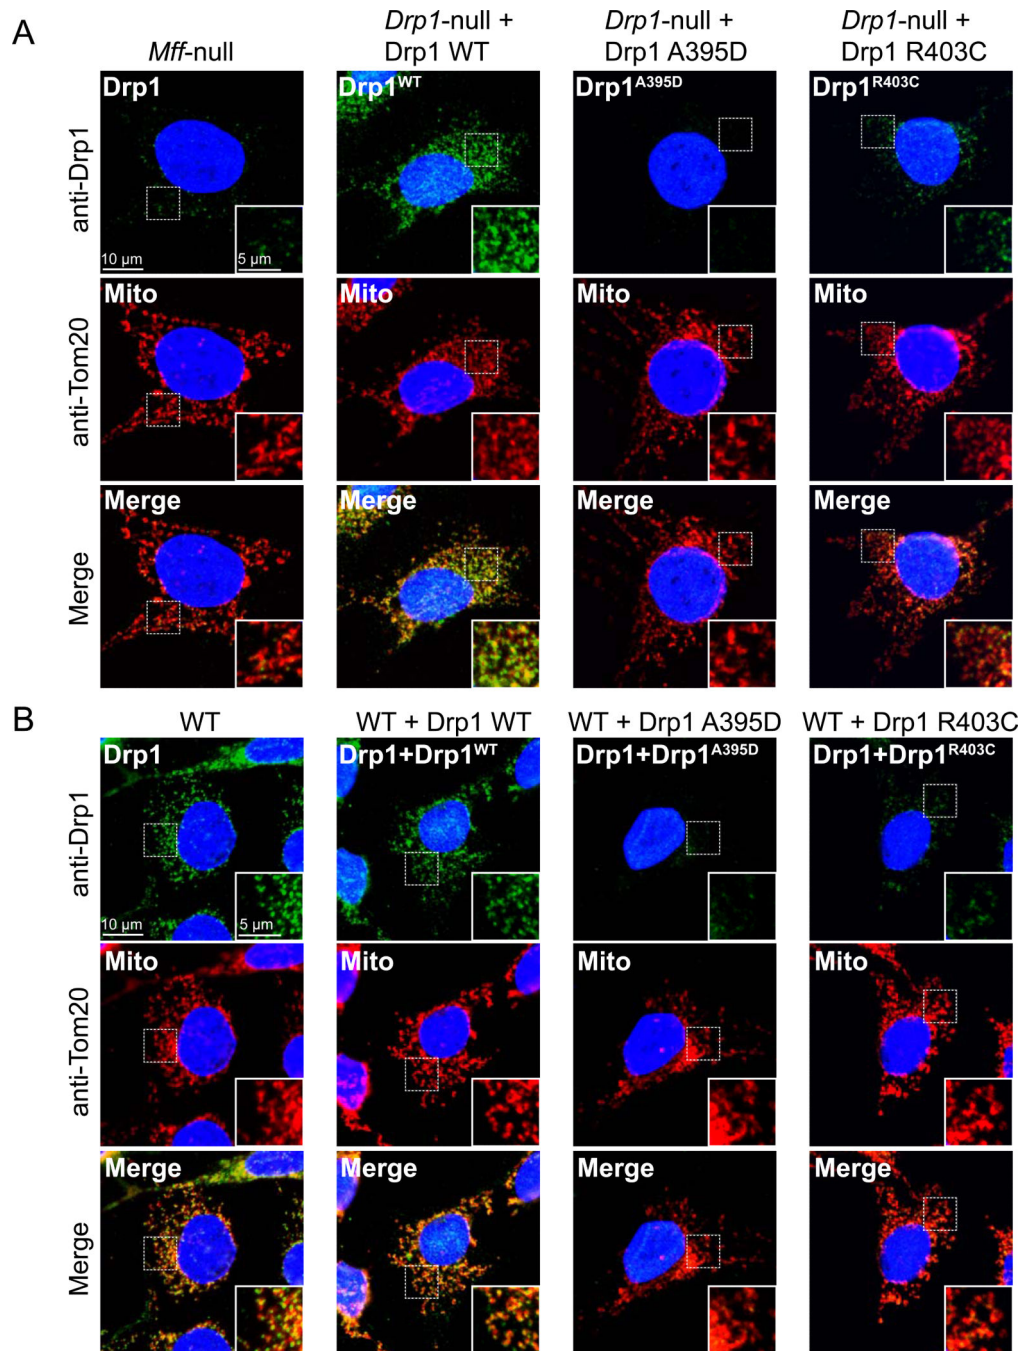 A
Mff-null
Drp1-null +
Drp1 WT
Drp1-null +
Drp1 A395D
Drp1-null +
Drp1 R403C
anti-Drp1
Drp1
Drp1WT
Drp1A395D
Drp1R403C
10 µm
5 µm
anti-Tom20
Mito
Mito
Mito
Mito
Merge
Merge
Merge
Merge
Merge
B
WT
WT + Drp1 WT
WT + Drp1 A395D
WT + Drp1 R403C
anti-Drp1
Drp1
Drp1+Drp1WT
Drp1+Drp1A395D
Drp1+Drp1R403C
10 µm
5 µm
anti-Tom20
Mito
Mito
Mito
Mito
Merge
Merge
Merge
Merge
Merge